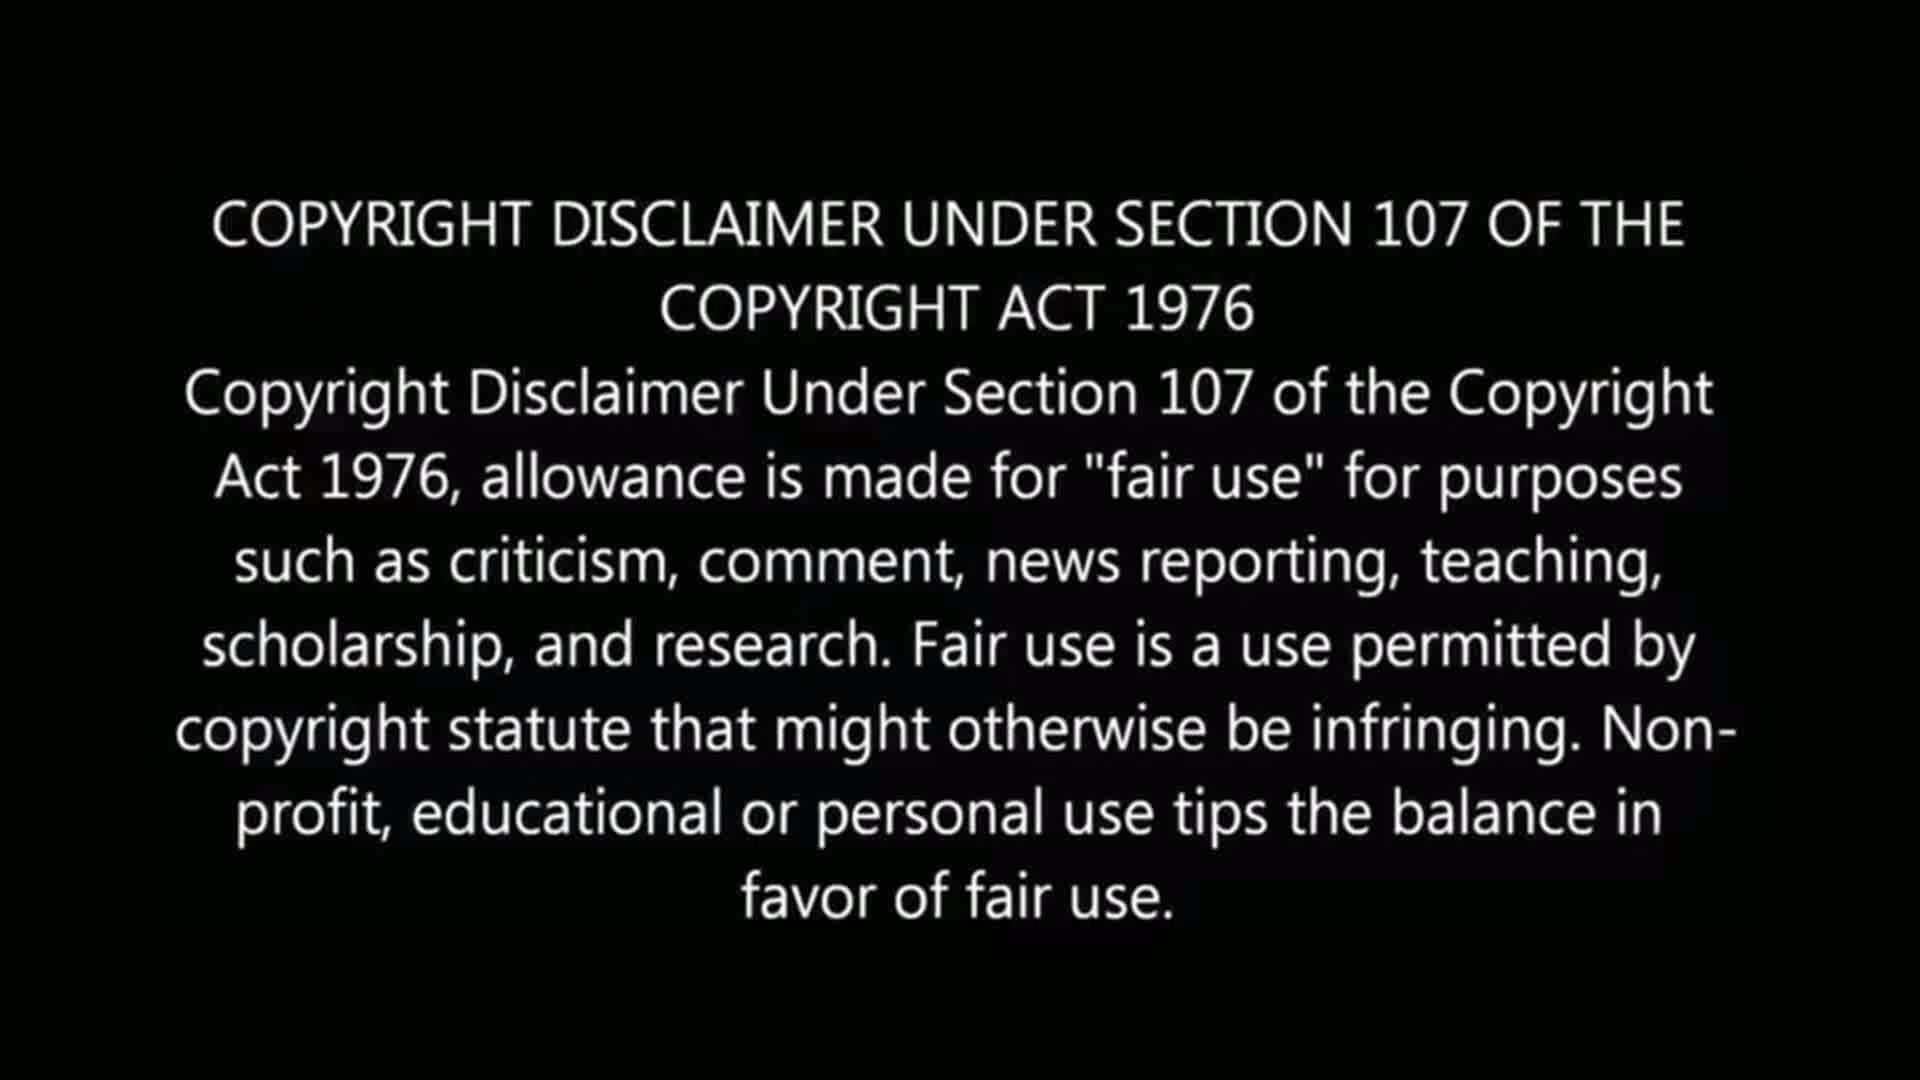 COPYRIGHT DISCLAIMER UNDER SECTION 107 OF THE
COPYRIGHT ACT 1976
Copyright Disclaimer Under Section 107 of the Copyright
Act 1976, allowance is made for "fair use" for purposes
such as criticism, comment, news reporting, teaching,
scholarship, and research. Fair use is a use permitted by
copyright statute that might otherwise be infringing. Non-
profit, educational or personal use tips the balance in
favor of fair use.